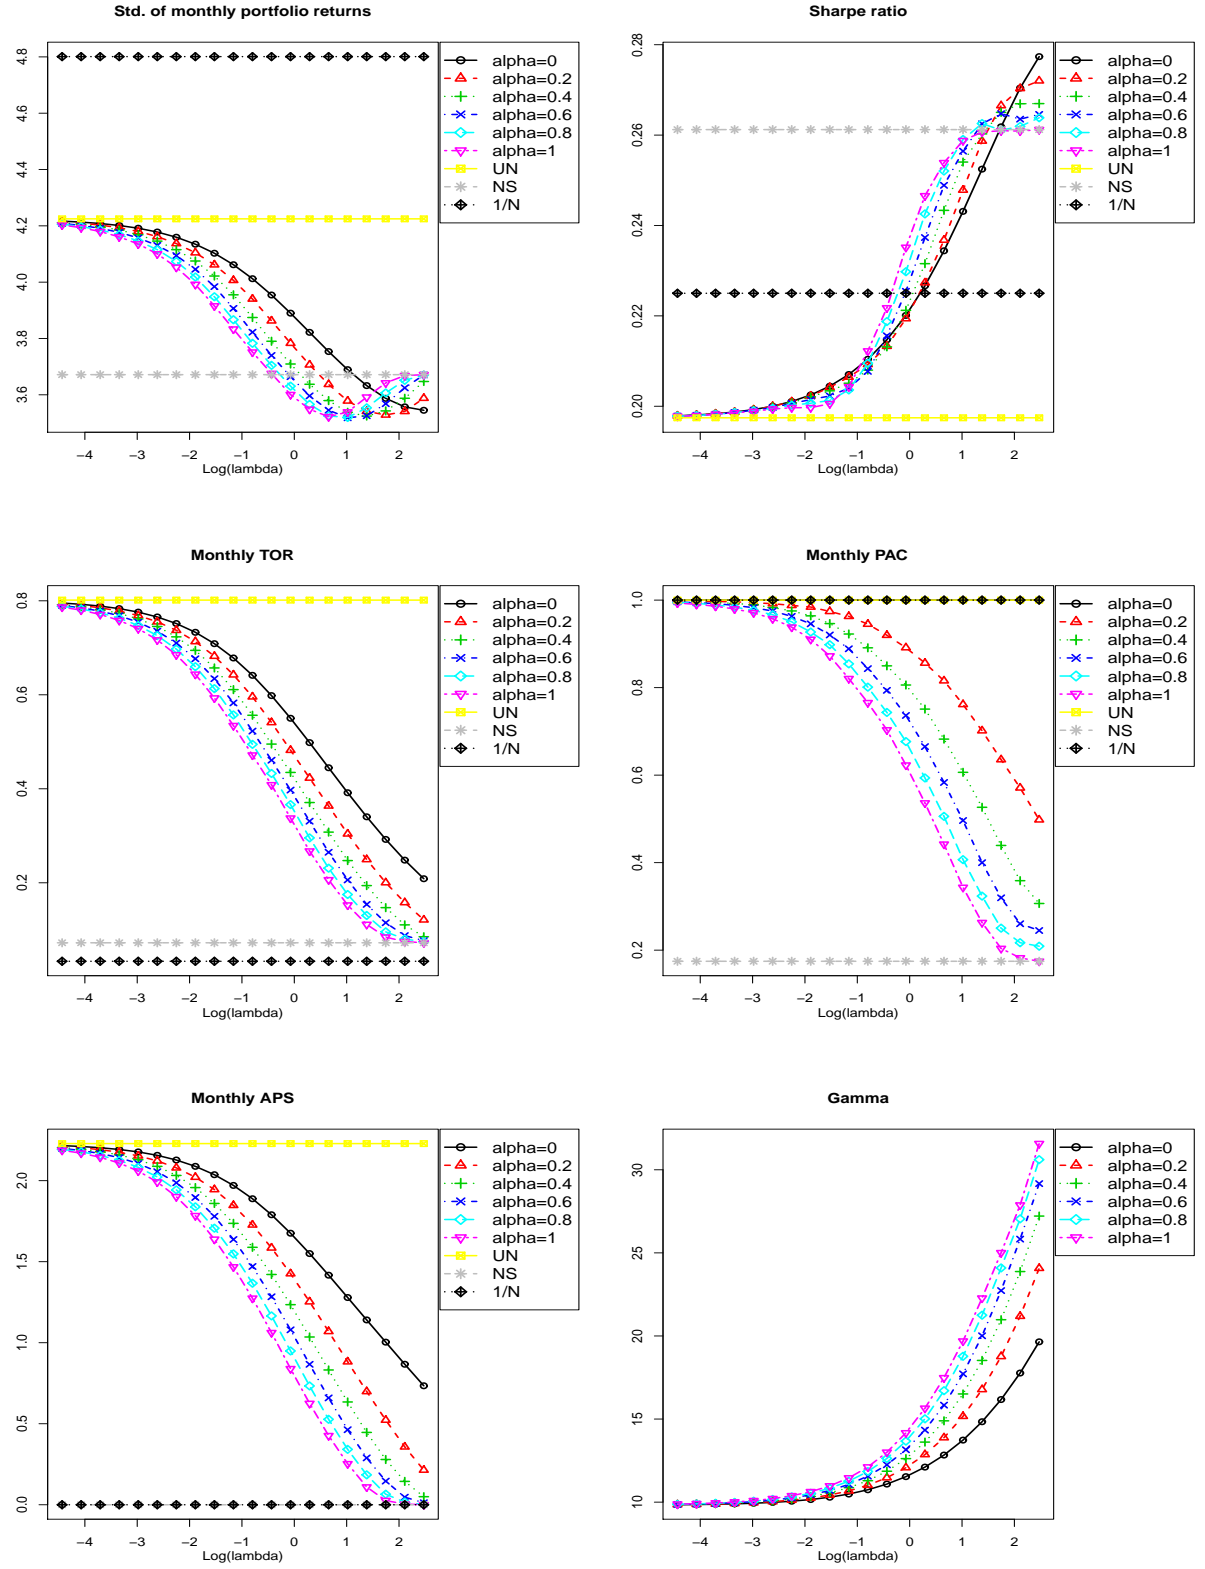 Std. of monthly portfolio returns
4.8
4.6
4.4
4.2
4.0
3.8
3.6
−4 −3 −2 −1 0 1 2
Log(lambda)
alpha=0
alpha=0.2
alpha=0.4
alpha=0.6
alpha=0.8
alpha=1
UN
NS
1/N
Sharpe ratio
0.28
0.26
0.24
0.22
0.20
−4 −3 −2 −1 0 1 2
Log(lambda)
alpha=0
alpha=0.2
alpha=0.4
alpha=0.6
alpha=0.8
alpha=1
UN
NS
1/N
Monthly TOR
0.8
0.6
0.4
0.2
−4 −3 −2 −1 0 1 2
Log(lambda)
alpha=0
alpha=0.2
alpha=0.4
alpha=0.6
alpha=0.8
alpha=1
UN
NS
1/N
Monthly PAC
1.0
0.8
0.6
0.4
0.2
−4 −3 −2 −1 0 1 2
Log(lambda)
alpha=0
alpha=0.2
alpha=0.4
alpha=0.6
alpha=0.8
alpha=1
UN
NS
1/N
Monthly APS
2.0
1.5
1.0
0.5
0.0
−4 −3 −2 −1 0 1 2
Log(lambda)
alpha=0
alpha=0.2
alpha=0.4
alpha=0.6
alpha=0.8
alpha=1
UN
NS
1/N
Gamma
30
25
20
15
10
−4 −3 −2 −1 0 1 2
Log(lambda)
alpha=0
alpha=0.2
alpha=0.4
alpha=0.6
alpha=0.8
alpha=1